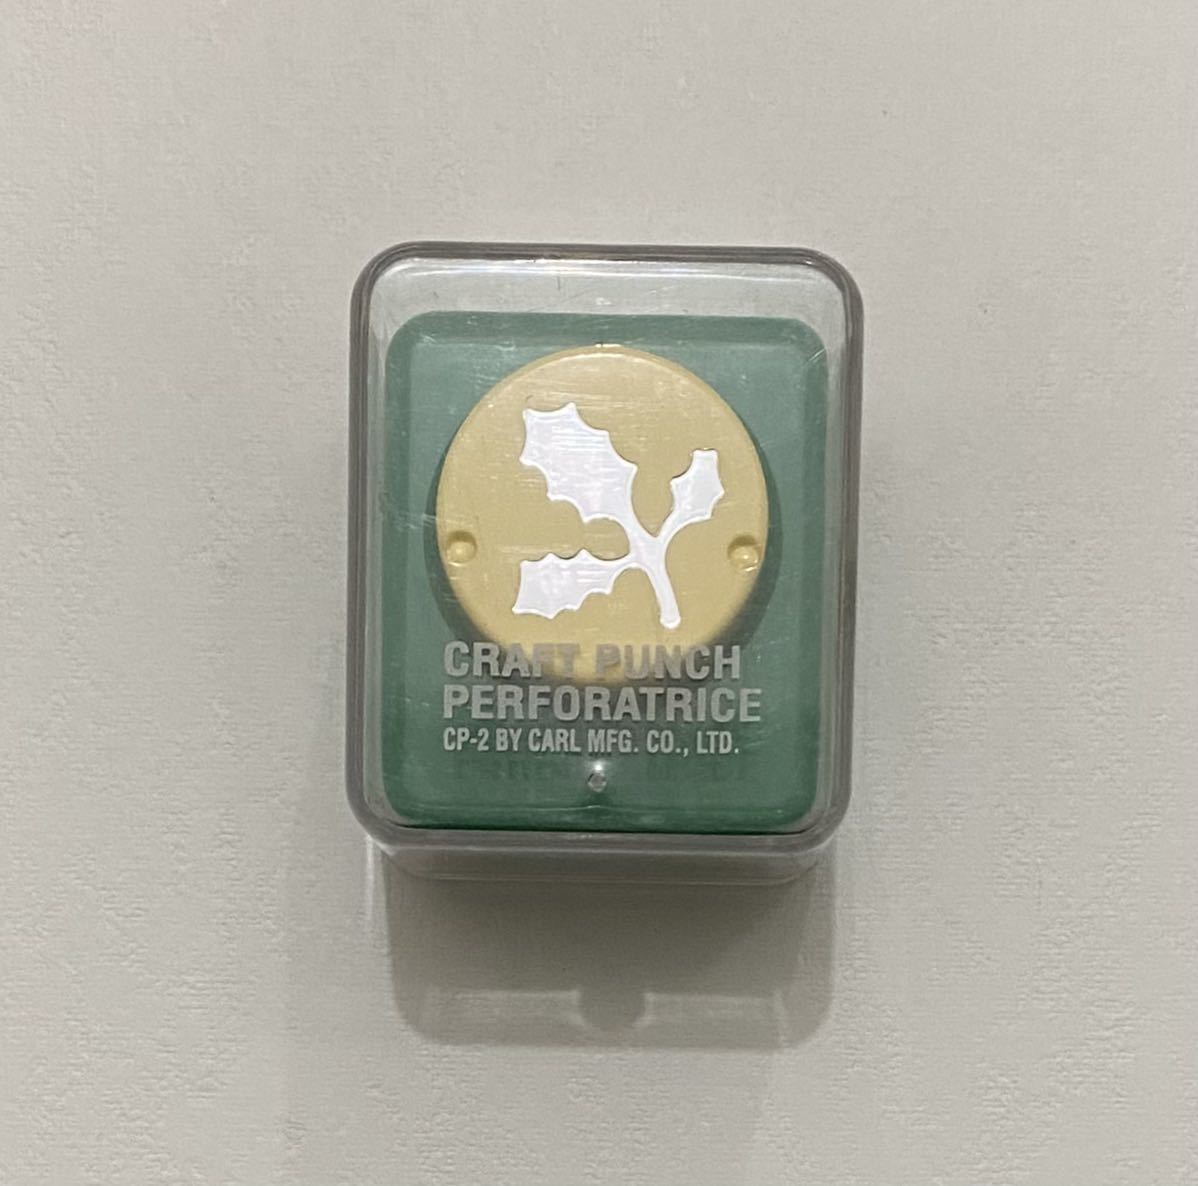 CRAFT PUNCH
PERFORATRICE
CP-2 BY CARL MFG. CO., LTD.